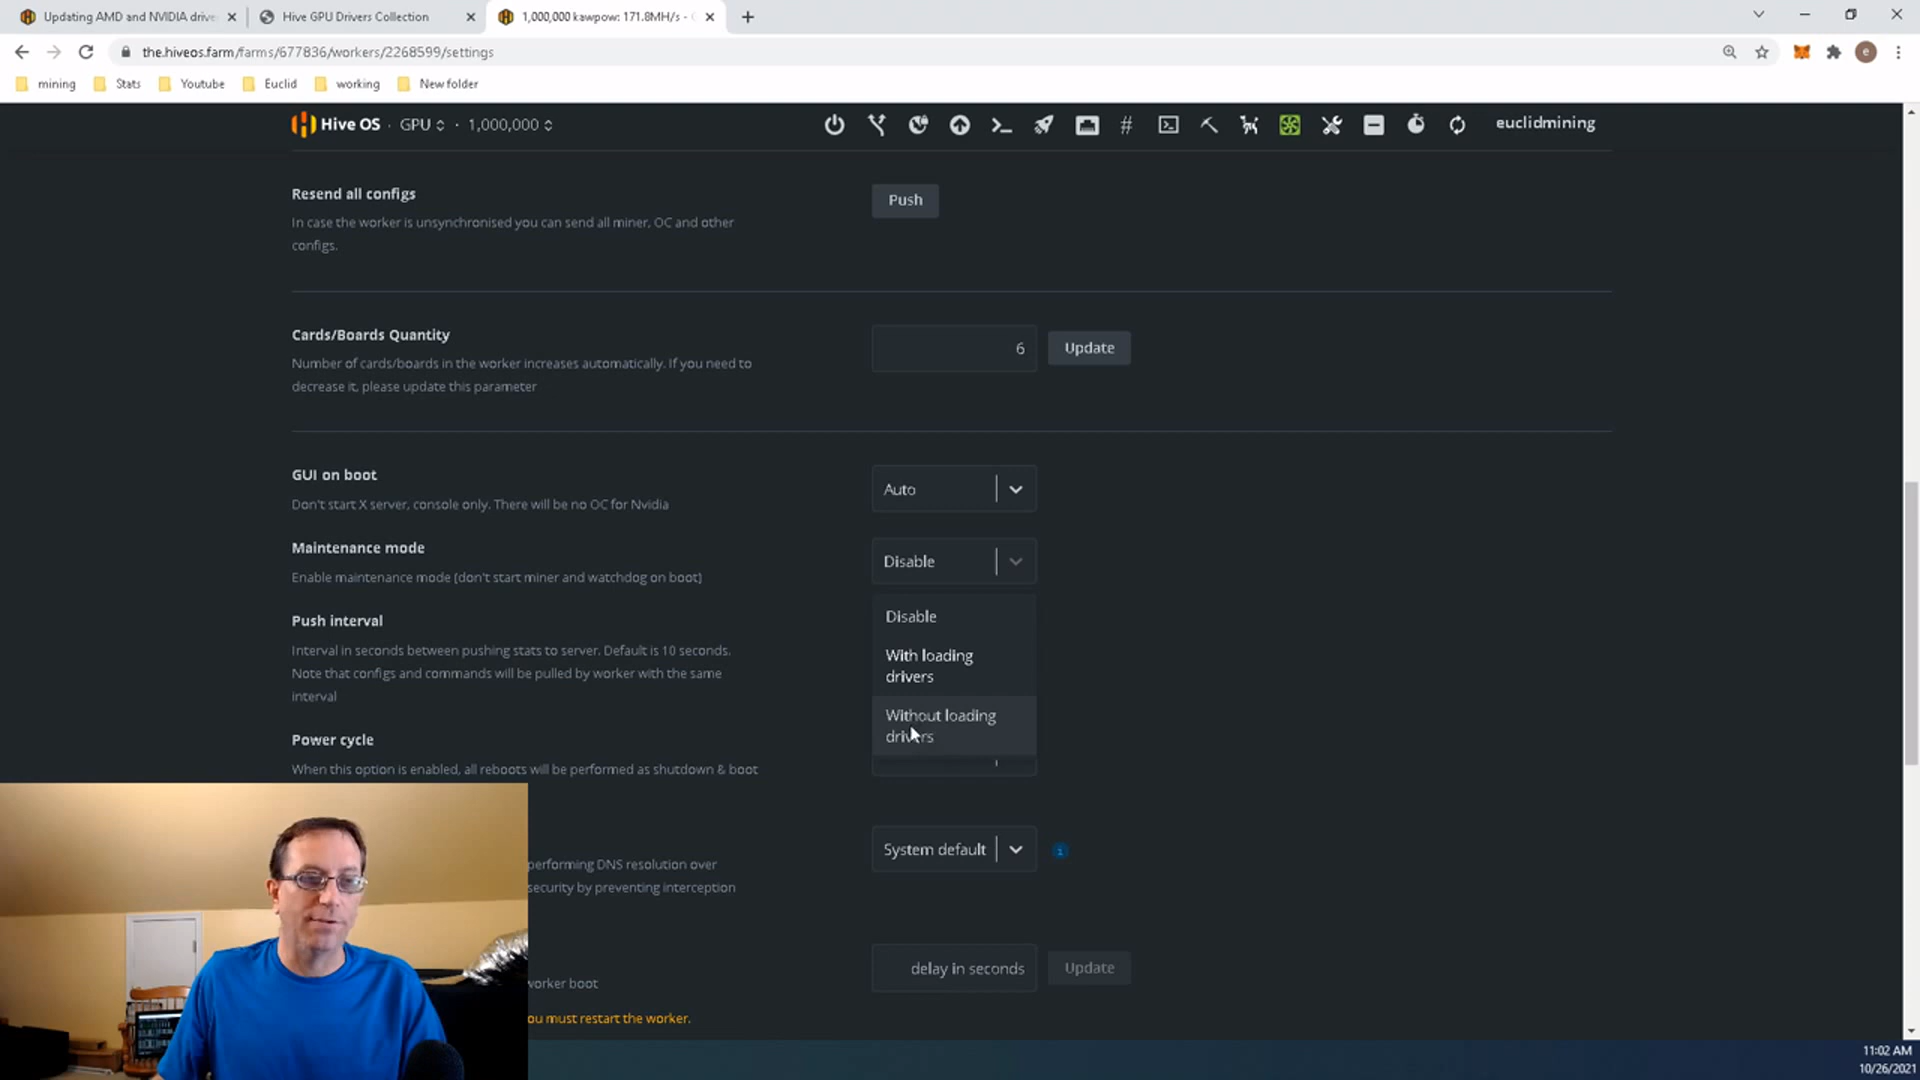 Updating AMD and NVIDIA drive
Hive GPU Drivers Collection
1,000,000 kawpow: 171.8MH/s -
the.hiveos.farm/farms/677836/workers/2268599/settings
e
mining
Stats
Youtube
Euclid
working
New folder
Hive OS · GPU · 1,000,000
euclidmining
Resend all configs
Push
In case the worker is unsynchronised you can send all miner, OC and other
configs.
Cards/Boards Quantity
6
Update
Number of cards/boards in the worker increases automatically. If you need to
decrease it, please update this parameter
GUI on boot
Auto
Don't start X server, console only. There will be no OC for Nvidia
Maintenance mode
Disable
Enable maintenance mode (don't start miner and watchdog on boot)
Disable
Push interval
With loading
drivers
Interval in seconds between pushing stats to server. Default is 10 seconds.
Note that configs and commands will be pulled by worker with the same
interval
Without loading
drivers
Power cycle
When this option is enabled, all reboots will be performed as shutdown & boot
System default
performing DNS resolution over
security by preventing interception
delay in seconds
Update
worker boot
ou must restart the worker.
11:02 AM
10/26/2021